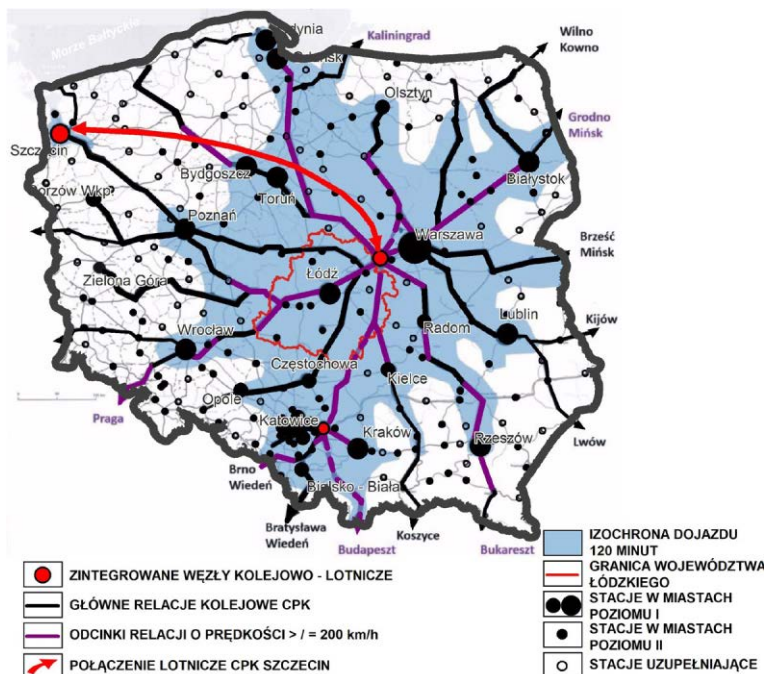 Morze Bałtyckie
Gdynia
Gdańsk
Kaliningrad
Wilno
Kowno
Olsztyn
Grodno
Mińsk
Szczecin
Bydgoszcz
Toruń
Białystok
Gorzów Wkp.
Poznań
Warszawa
Brześć
Mińsk
Łódź
Zielona Góra
Lublin
Kijów
Wrocław
Radom
Częstochowa
Opole
Kielce
Praga
Katowice
Kraków
Rzeszów
Lwów
Brno
Wiedeń
Bielsko - Biała
Bratysława
Wiedeń
Budapeszt
Koszyce
Bukareszt
ZINTEGROWANE WĘZŁY KOLEJOWO - LOTNICZE
GŁÓWNE RELACJE KOLEJOWE CPK
ODCINKI RELACJI O PRĘDKOŚCI > / = 200 km/h
POŁĄCZENIE LOTNICZE CPK SZCZECIN
IZOCHRONA DOJAZDU
120 MINUT
GRANICA WOJEWÓDZTWA
ŁÓDZKIEGO
STACJE W MIASTACH
POZIOMU I
STACJE W MIASTACH
POZIOMU II
STACJE UZUPEŁNIAJĄCE